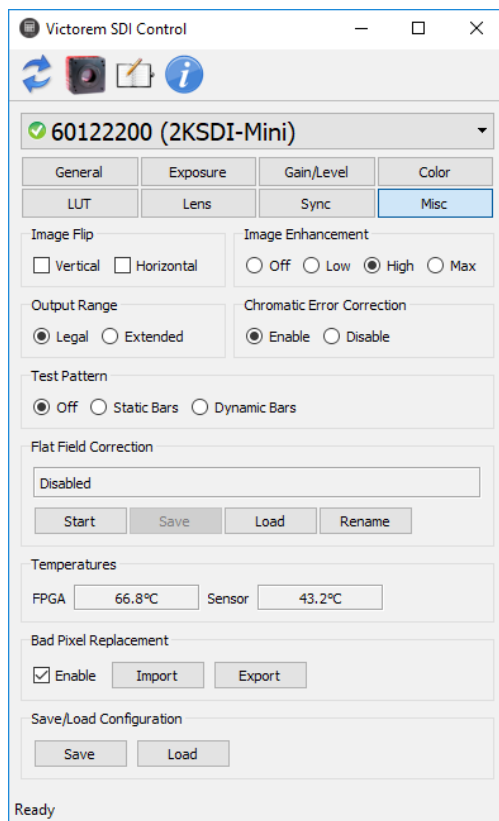 Victorem SDI Control
60122200 (2KSDI-Mini)
General Exposure Gain/Level Color
LUT Lens Sync Misc
Image Flip Image Enhancement
Vertical Horizontal Off Low High Max
Output Range Chromatic Error Correction
Legal Extended Enable Disable
Test Pattern
Off Static Bars Dynamic Bars
Flat Field Correction
Disabled
Start Save Load Rename
Temperatures
FPGA 66.8°C Sensor 43.2°C
Bad Pixel Replacement
Enable Import Export
Save/Load Configuration
Save Load
Ready